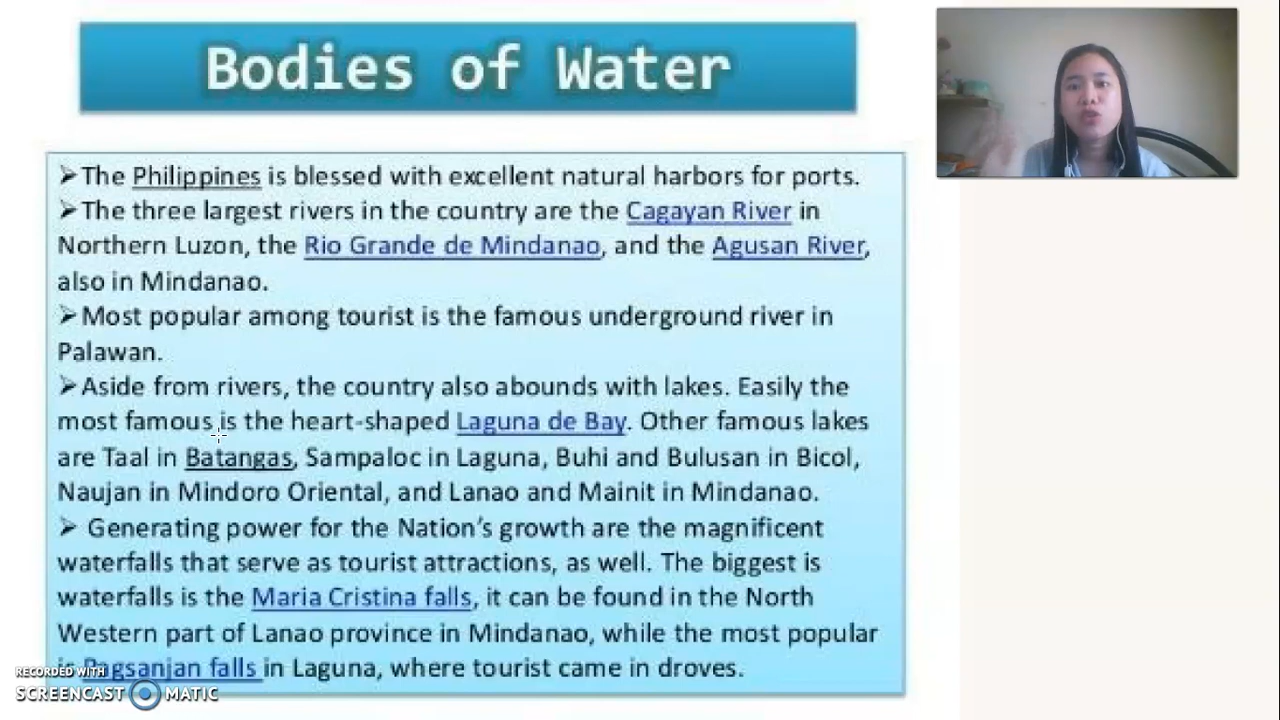 Bodies of Water
➢The Philippines is blessed with excellent natural harbors for ports.
➢The three largest rivers in the country are the Cagayan River in
Northern Luzon, the Rio Grande de Mindanao, and the Agusan River,
also in Mindanao.
➢Most popular among tourist is the famous underground river in
Palawan.
➢Aside from rivers, the country also abounds with lakes. Easily the
most famous is the heart-shaped Laguna de Bay. Other famous lakes
are Taal in Batangas, Sampaloc in Laguna, Buhi and Bulusan in Bicol,
Naujan in Mindoro Oriental, and Lanao and Mainit in Mindanao.
➢ Generating power for the Nation's growth are the magnificent
waterfalls that serve as tourist attractions, as well. The biggest is
waterfalls is the Maria Cristina falls, it can be found in the North
Western part of Lanao province in Mindanao, while the most popular
is Pagsanjan falls in Laguna, where tourist came in droves.
RECORDED WITH
SCREENCAST MATIC